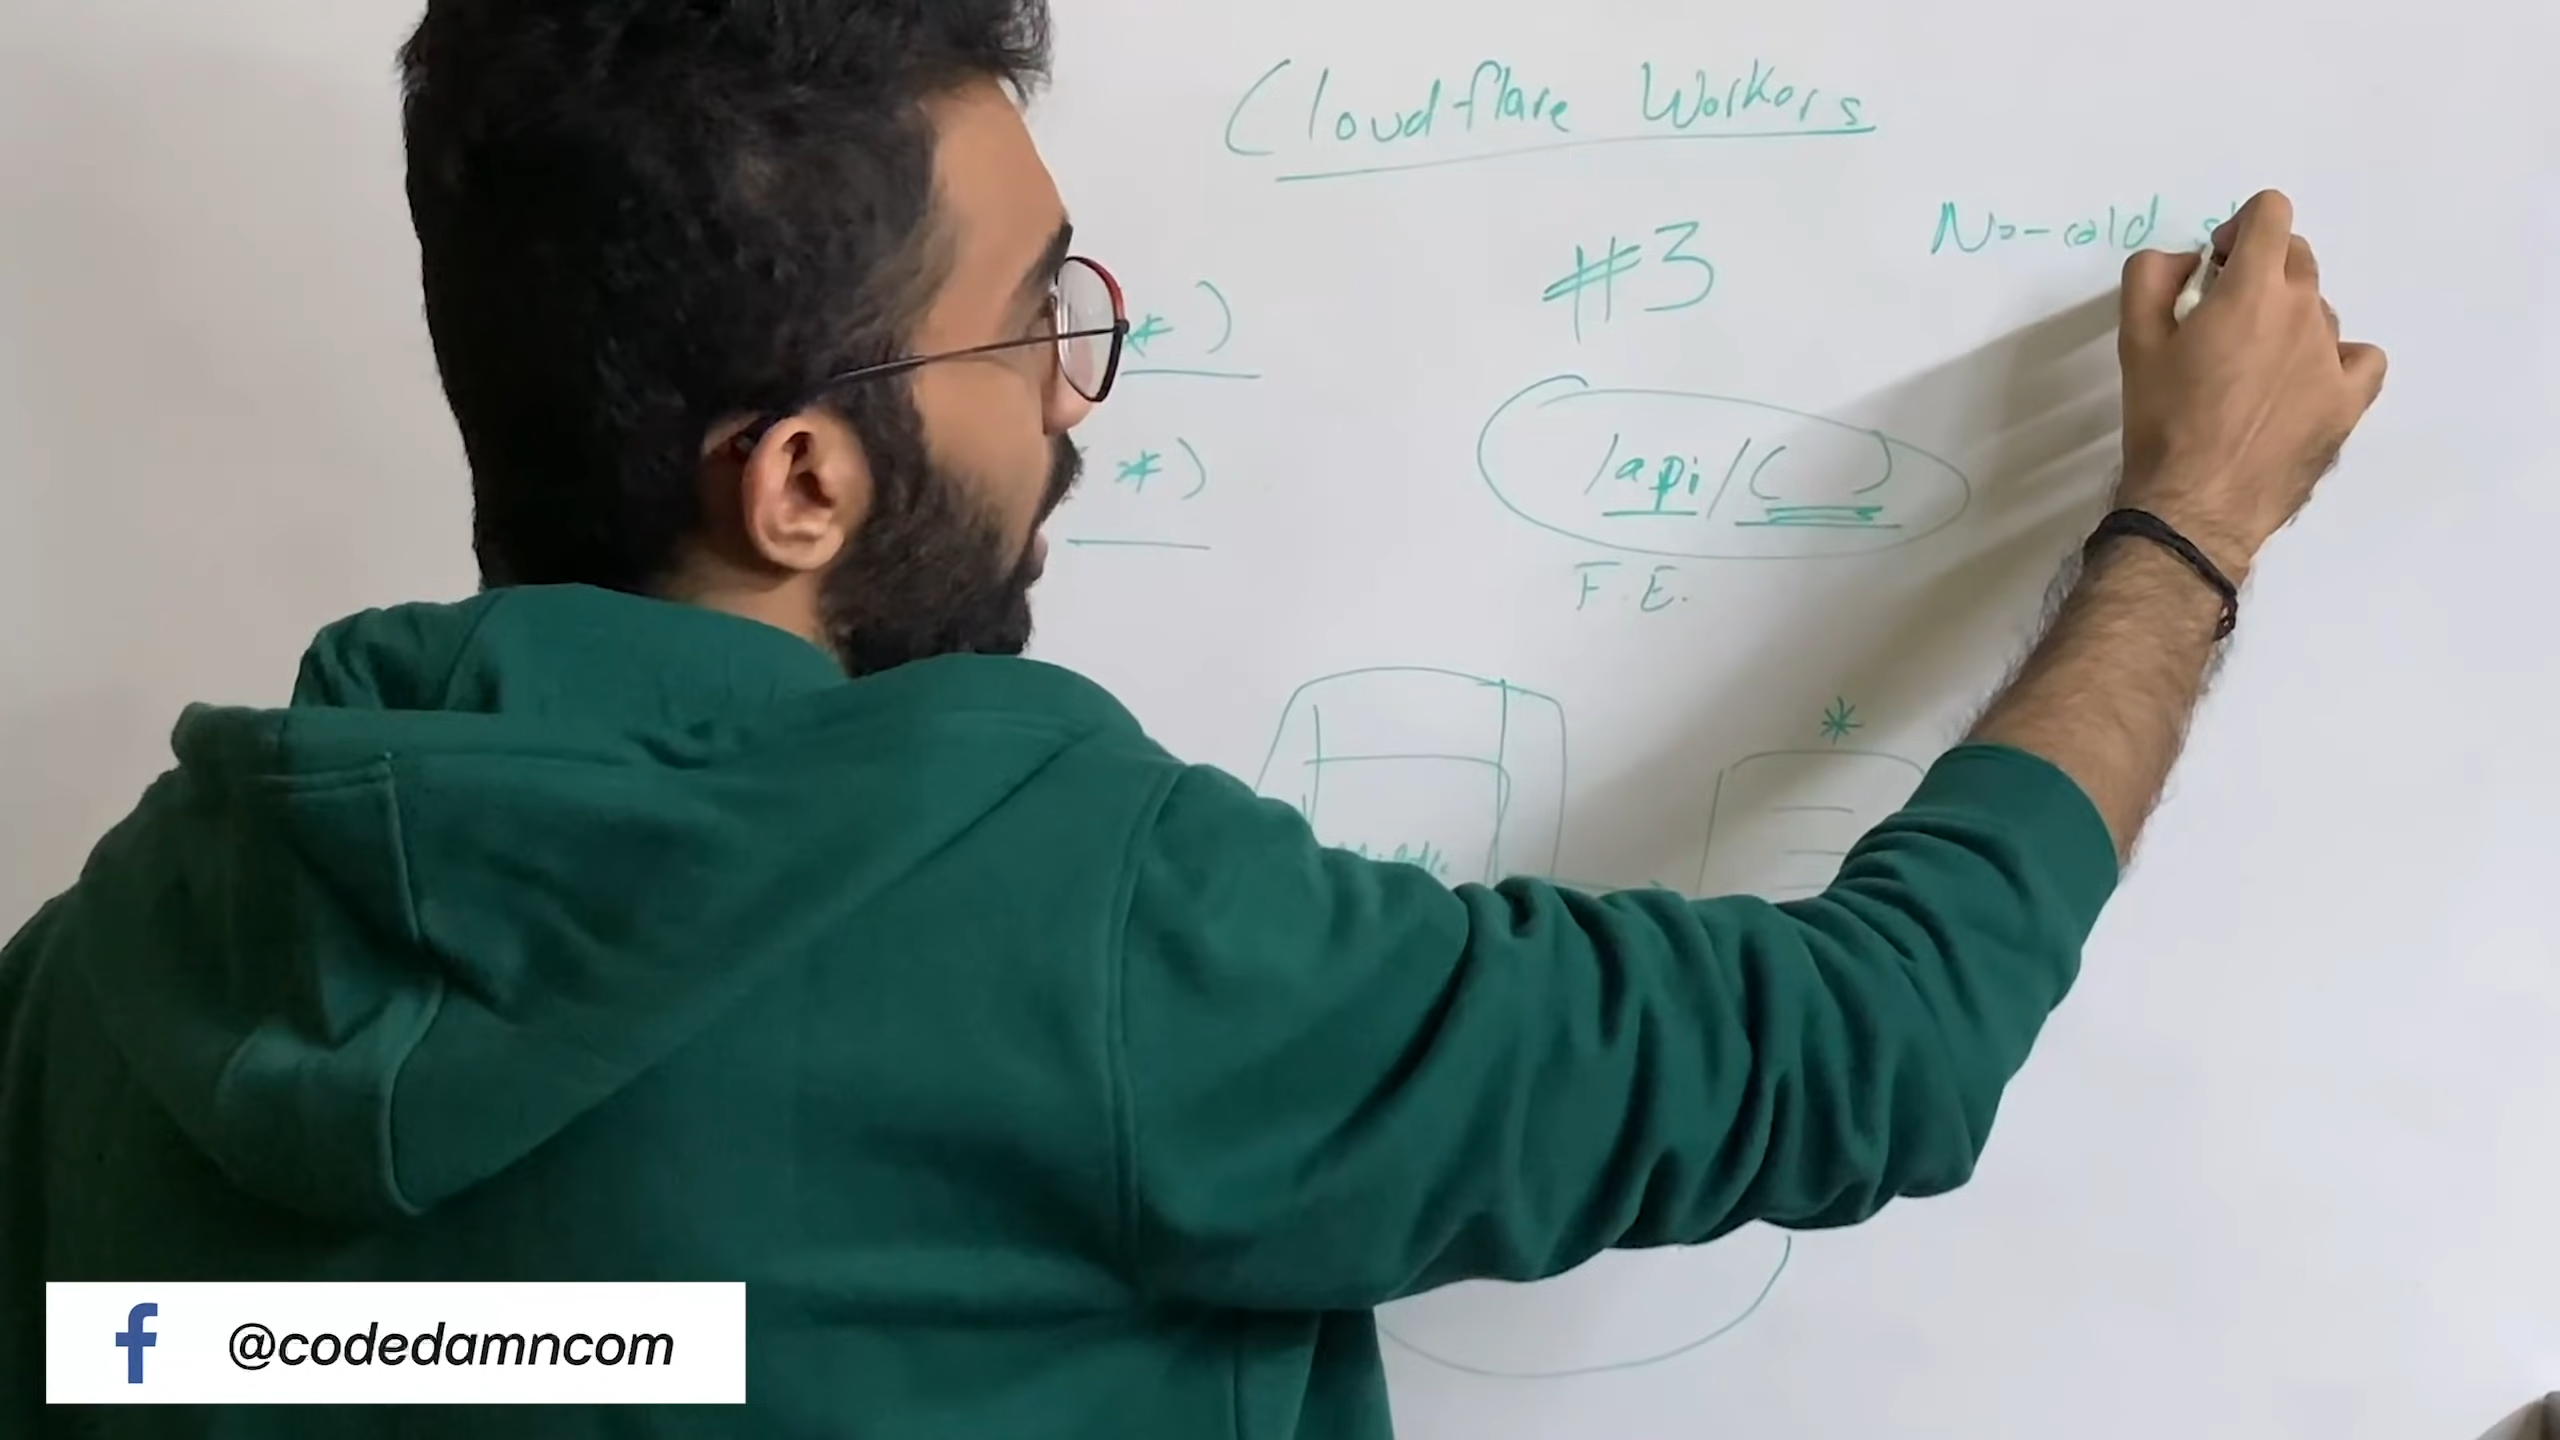 Cloudflare Workers
No-cold
#3
*)
/api/( )
*)
F.E.
*
@codedamncom